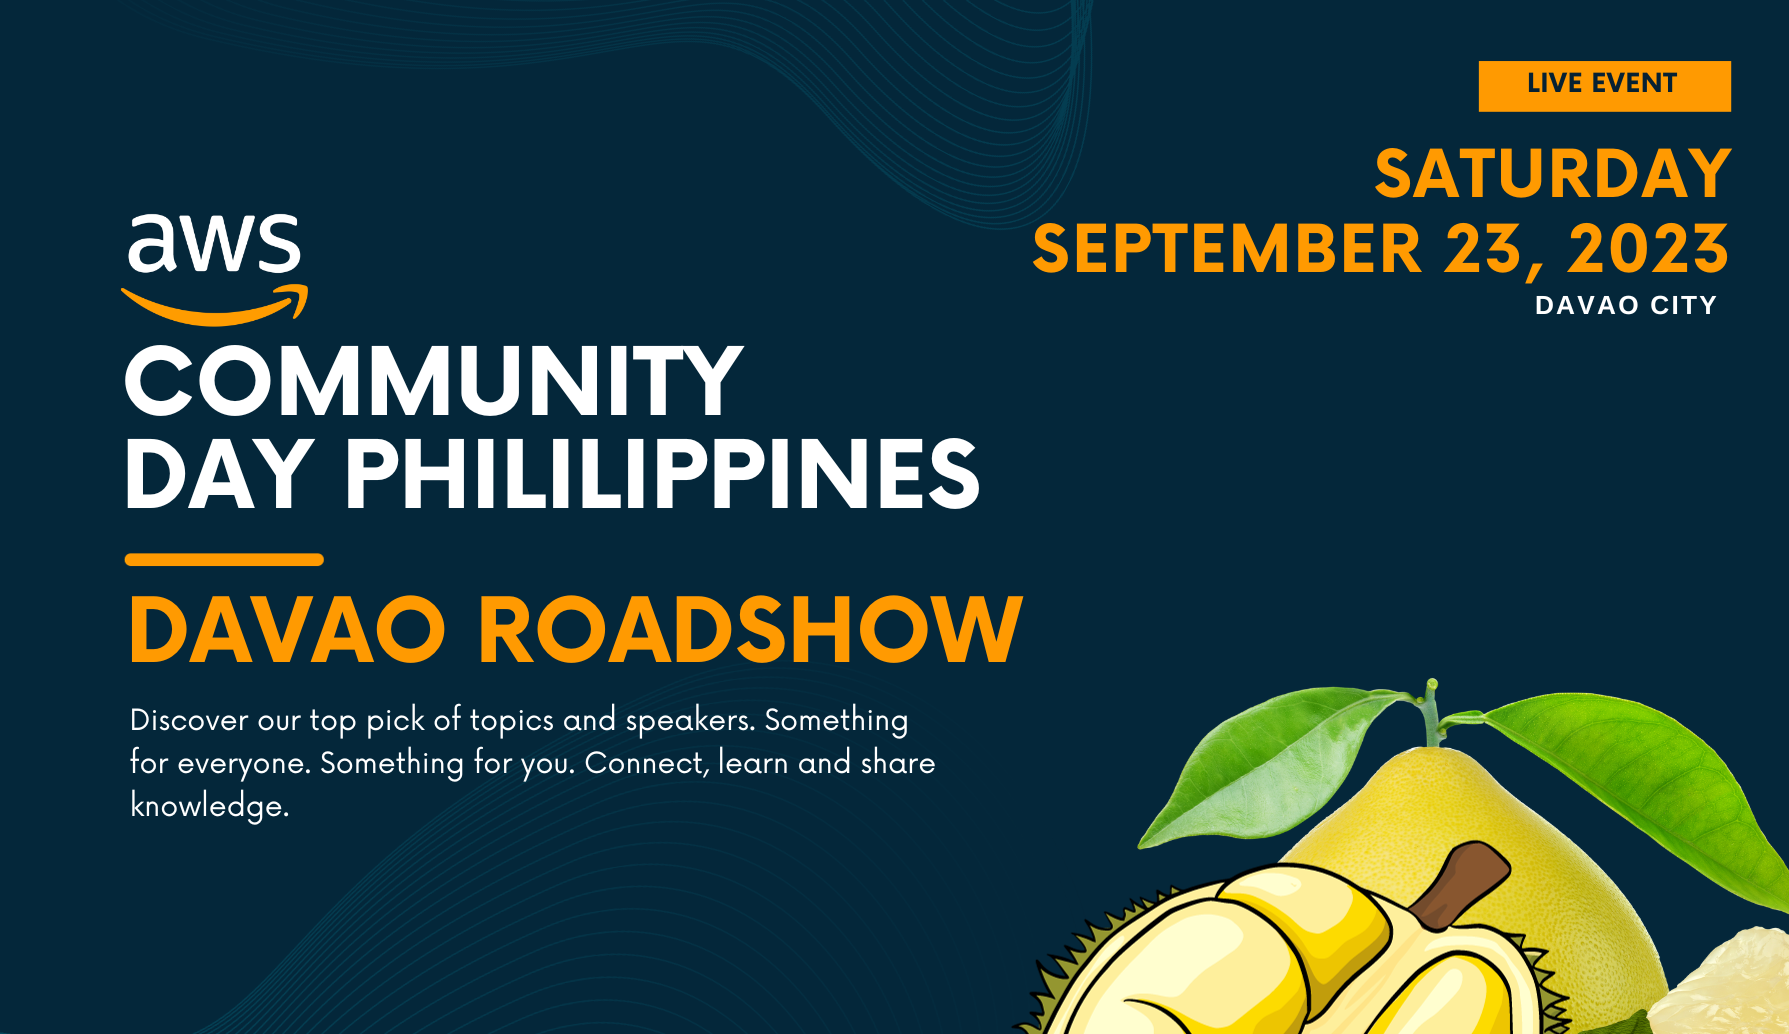 LIVE EVENT
SATURDAY
SEPTEMBER 23, 2023
DAVAO CITY
aws
COMMUNITY
DAY PHILILIPPINES
DAVAO ROADSHOW
Discover our top pick of topics and speakers. Something
for everyone. Something for you. Connect, learn and share
knowledge.